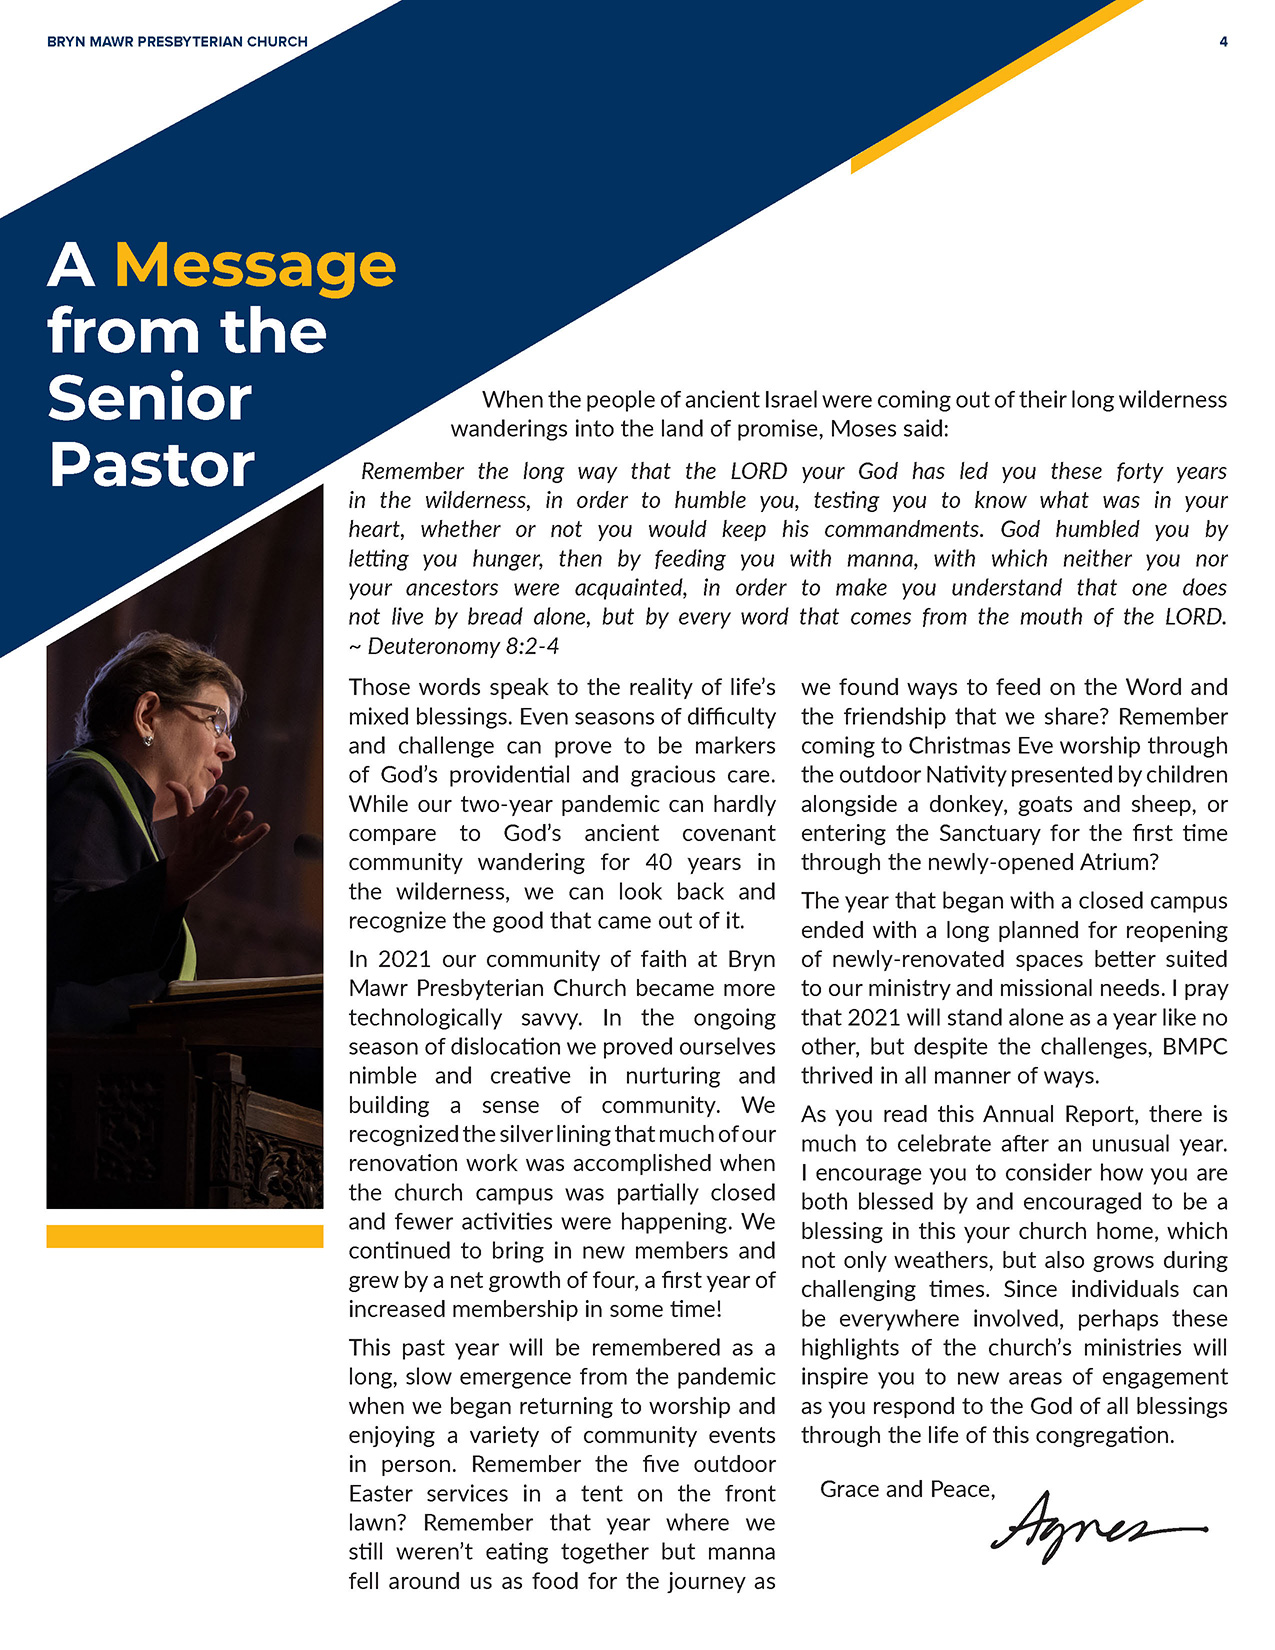 BRYN MAWR PRESBYTERIAN CHURCH
4
A Message
from the
Senior
Pastor
When the people of ancient Israel were coming out of their long wilderness
wanderings into the land of promise, Moses said:
Remember the long way that the LORD your God has led you these forty years
in the wilderness, in order to humble you, testing you to know what was in your
heart, whether or not you would keep his commandments. God humbled you by
letting you hunger, then by feeding you with manna, with which neither you nor
your ancestors were acquainted, in order to make you understand that one does
not live by bread alone, but by every word that comes from the mouth of the LORD.
~ Deuteronomy 8:2-4
Those words speak to the reality of life’s
mixed blessings. Even seasons of difficulty
and challenge can prove to be markers
of God’s providential and gracious care.
While our two-year pandemic can hardly
compare to God’s ancient covenant
community wandering for 40 years in
the wilderness, we can look back and
recognize the good that came out of it.
In 2021 our community of faith at Bryn
Mawr Presbyterian Church became more
technologically savvy. In the ongoing
season of dislocation we proved ourselves
nimble and creative in nurturing and
building a sense of community. We
recognized the silver lining that much of our
renovation work was accomplished when
the church campus was partially closed
and fewer activities were happening. We
continued to bring in new members and
grew by a net growth of four, a first year of
increased membership in some time!
This past year will be remembered as a
long, slow emergence from the pandemic
when we began returning to worship and
enjoying a variety of community events
in person. Remember the five outdoor
Easter services in a tent on the front
lawn? Remember that year where we
still weren’t eating together but manna
fell around us as food for the journey as
we found ways to feed on the Word and
the friendship that we share? Remember
coming to Christmas Eve worship through
the outdoor Nativity presented by children
alongside a donkey, goats and sheep, or
entering the Sanctuary for the first time
through the newly-opened Atrium?
The year that began with a closed campus
ended with a long planned for reopening
of newly-renovated spaces better suited
to our ministry and missional needs. I pray
that 2021 will stand alone as a year like no
other, but despite the challenges, BMPC
thrived in all manner of ways.
As you read this Annual Report, there is
much to celebrate after an unusual year.
I encourage you to consider how you are
both blessed by and encouraged to be a
blessing in this your church home, which
not only weathers, but also grows during
challenging times. Since individuals can
be everywhere involved, perhaps these
highlights of the church’s ministries will
inspire you to new areas of engagement
as you respond to the God of all blessings
through the life of this congregation.
Grace and Peace,
Agnes